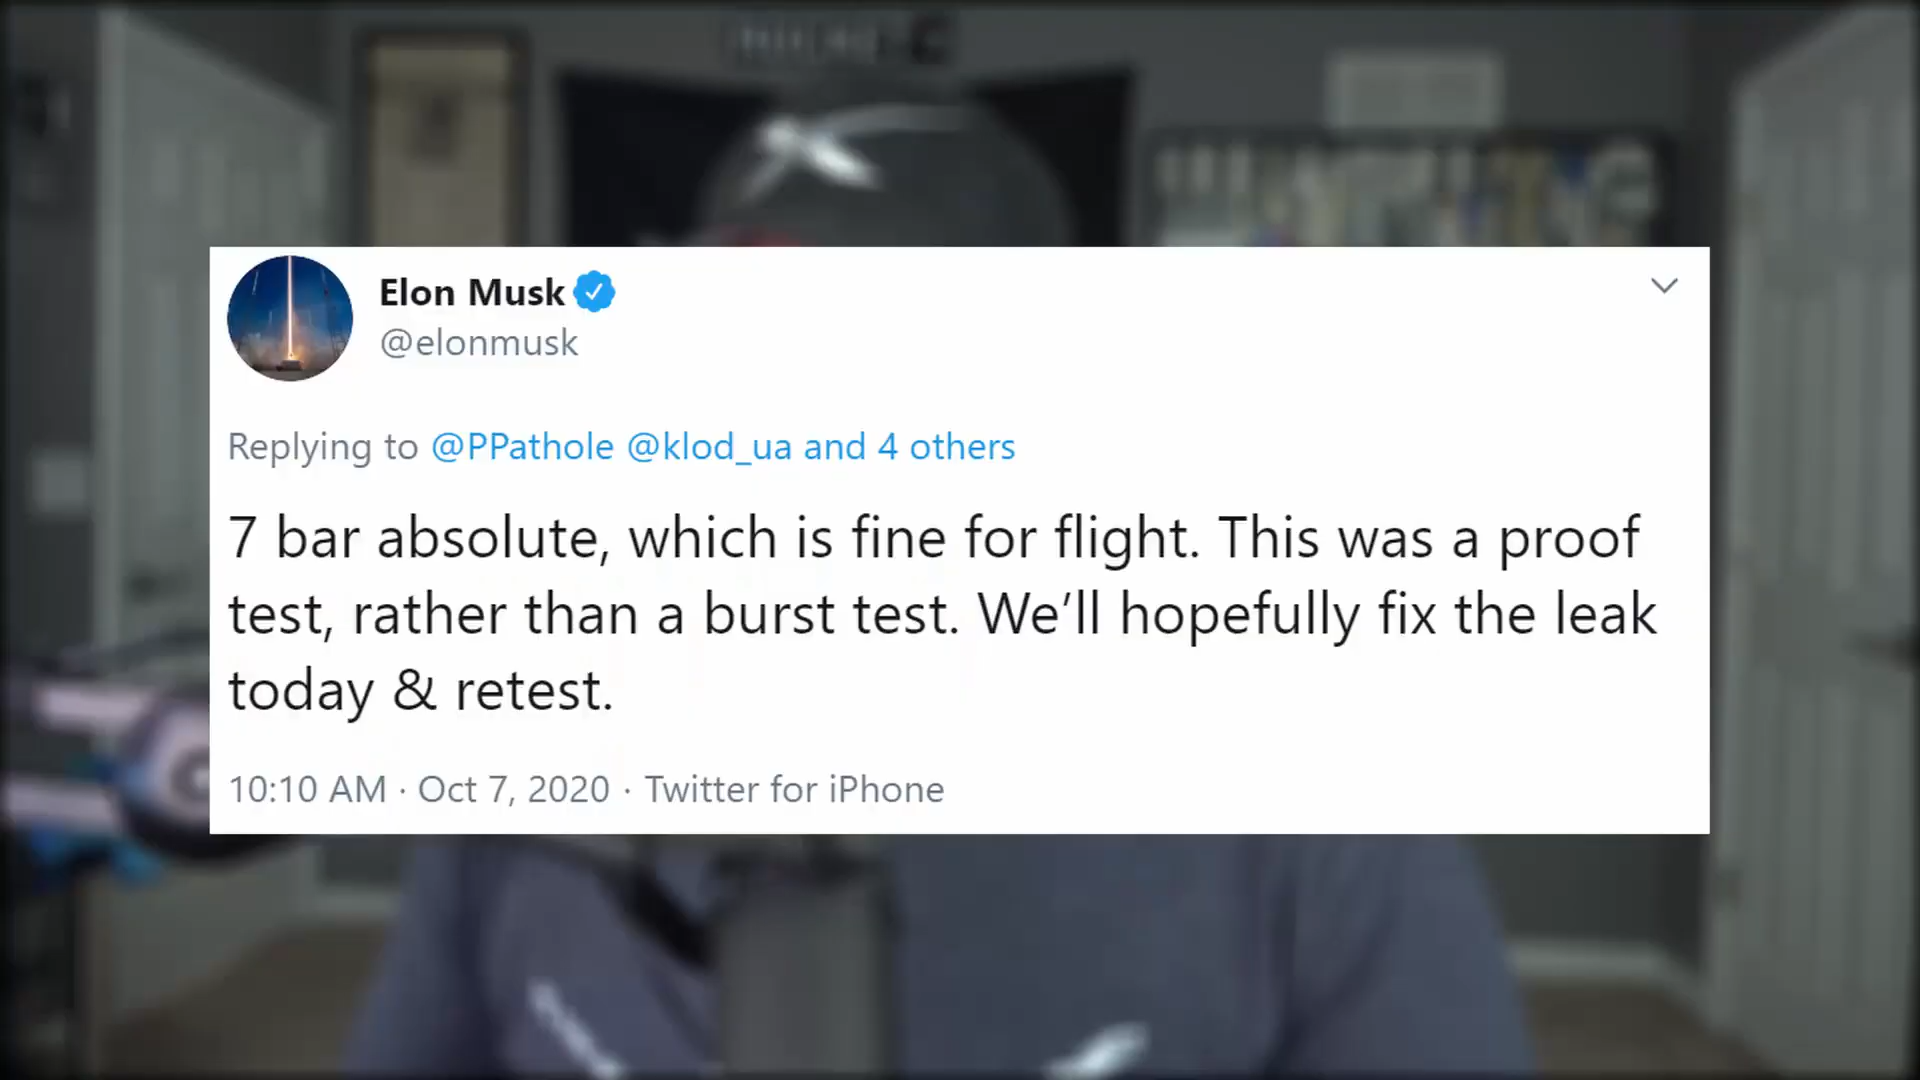 Elon Musk
@elonmusk
Replying to @PPathole @klod_ua and 4 others
7 bar absolute, which is fine for flight. This was a proof
test, rather than a burst test. We’ll hopefully fix the leak
today & retest.
10:10 AM · Oct 7, 2020 · Twitter for iPhone